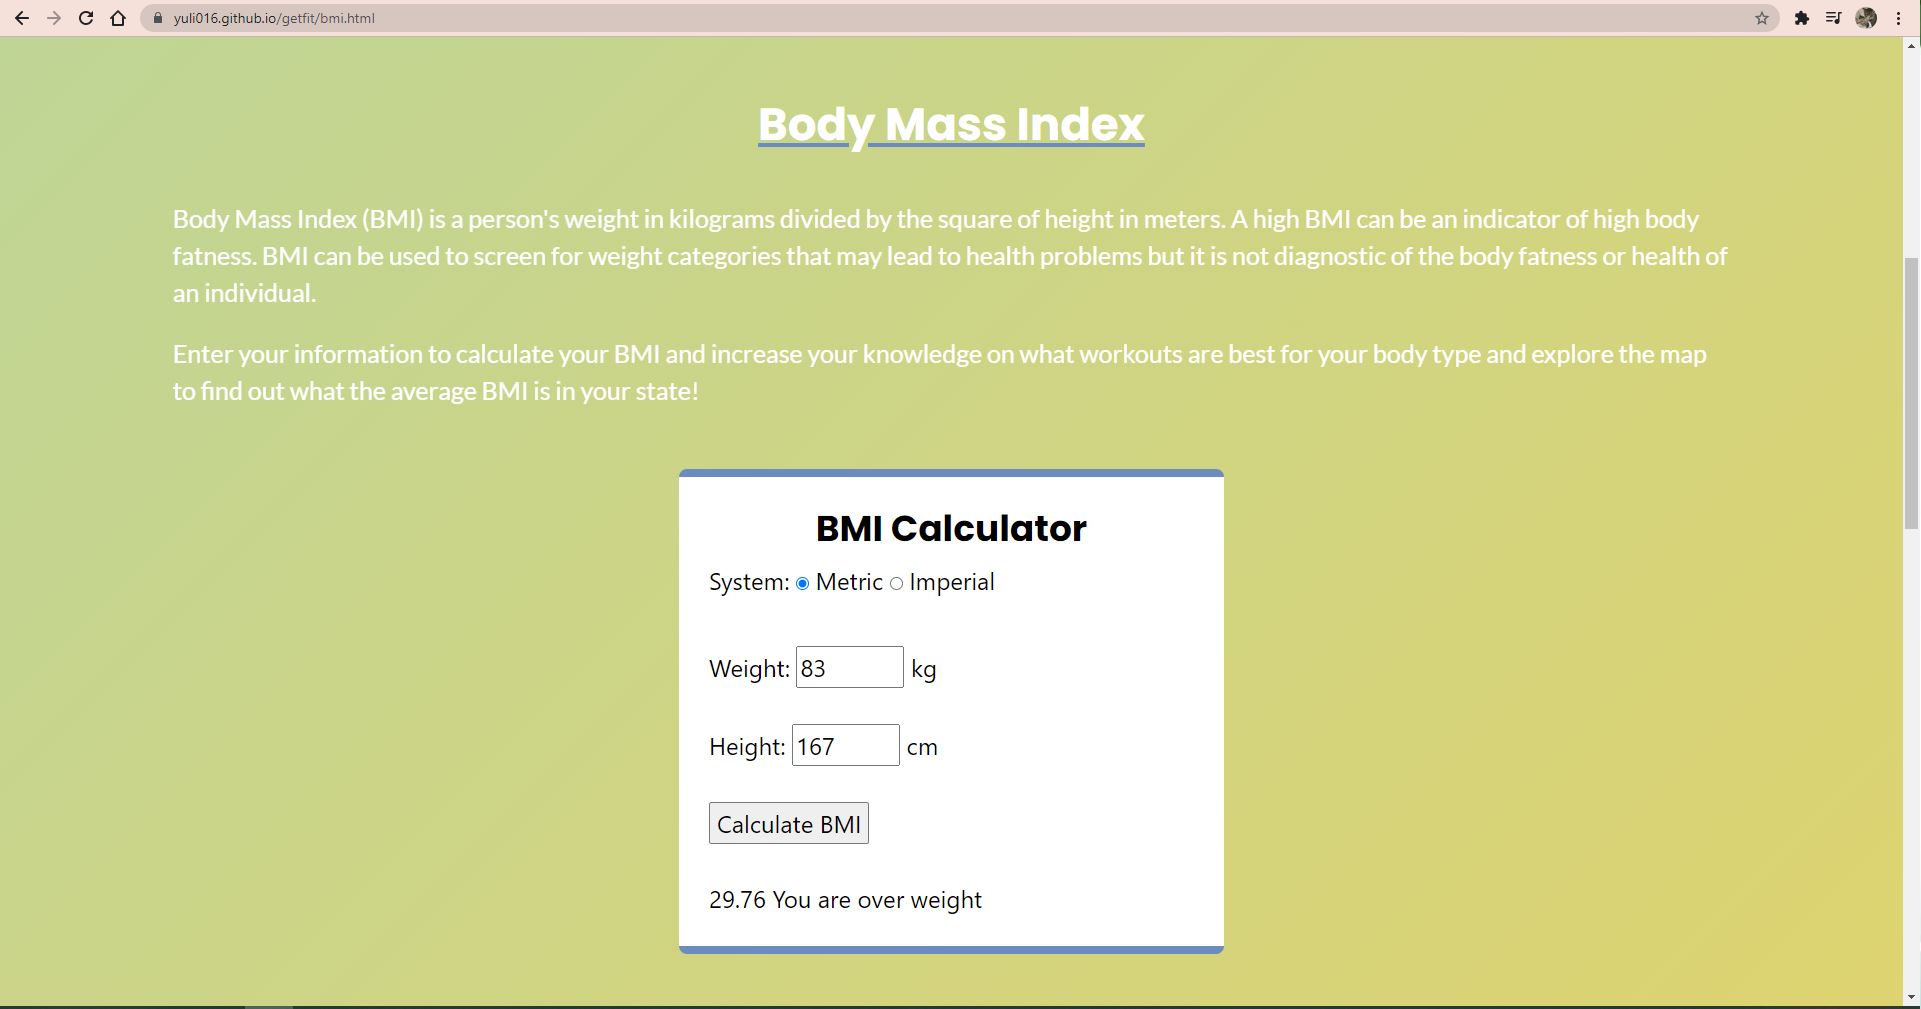 yuli016.github.io/getfit/bmi.html
Body Mass Index
Body Mass Index (BMI) is a person's weight in kilograms divided by the square of height in meters. A high BMI can be an indicator of high body
fatness. BMI can be used to screen for weight categories that may lead to health problems but it is not diagnostic of the body fatness or health of
an individual.
Enter your information to calculate your BMI and increase your knowledge on what workouts are best for your body type and explore the map
to find out what the average BMI is in your state!
BMI Calculator
System: Metric Imperial
Weight: 83 kg
Height: 167 cm
Calculate BMI
29.76 You are over weight